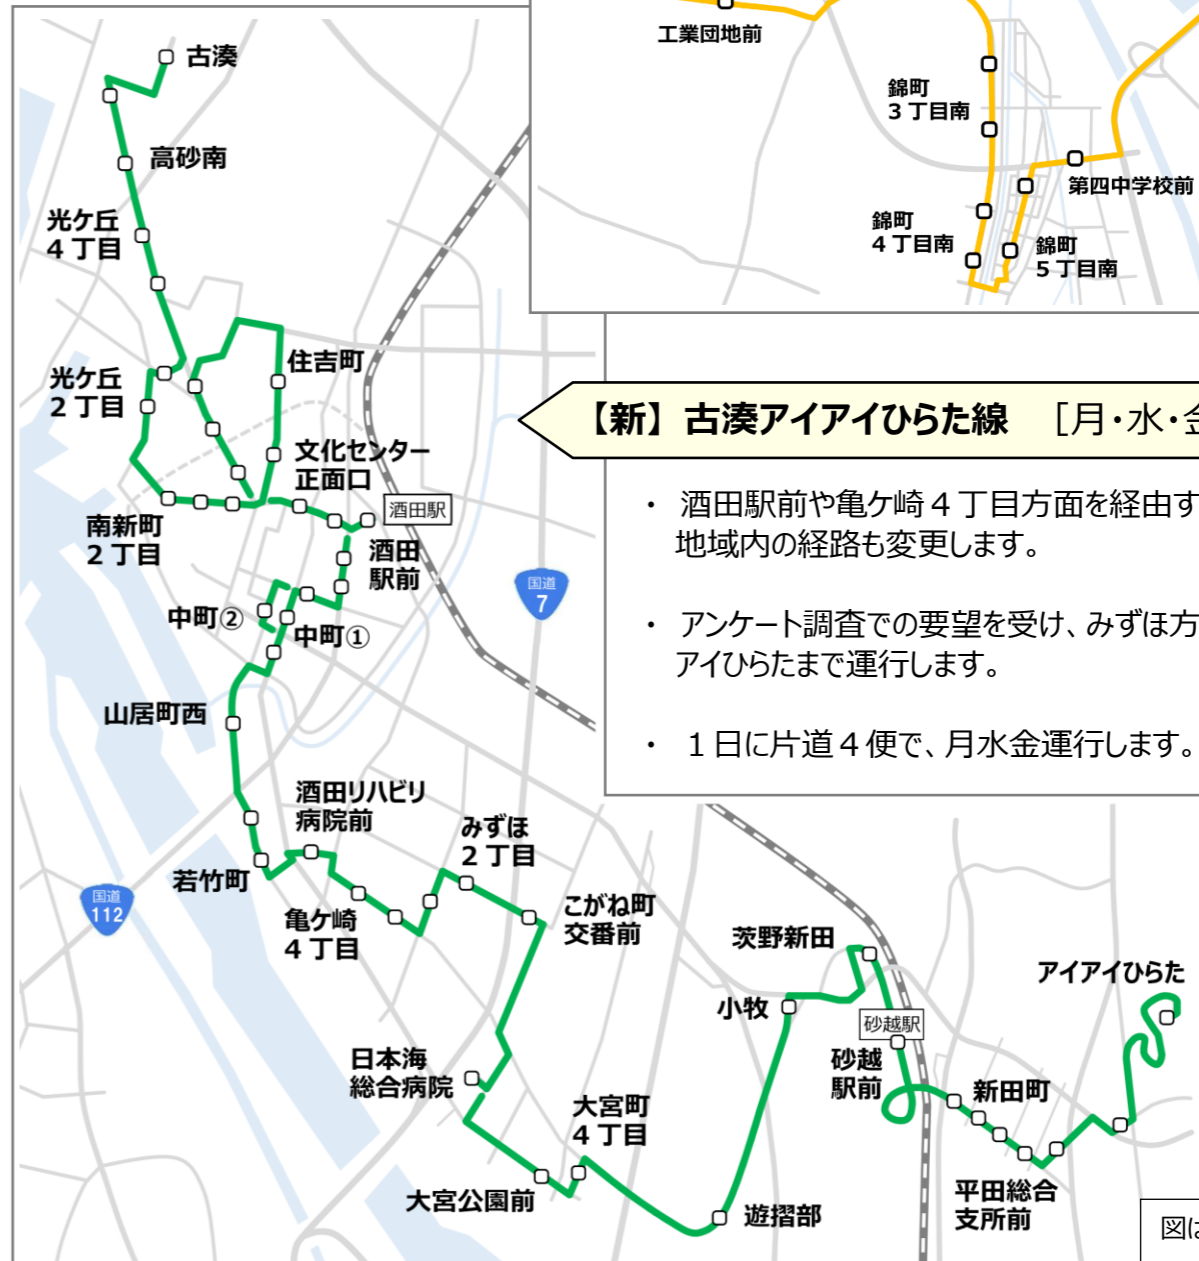 工業団地前
錦町
3丁目南
第四中学校前
錦町
4丁目南
錦町
5丁目南
古湊
高砂南
光ケ丘
4丁目
住吉町
光ケ丘
2丁目
文化センター
正面口
酒田駅
南新町
2丁目
酒田
駅前
中町②
中町①
国道
7
【新】古湊アイアイひらた線 [月・水・金
・ 酒田駅前や亀ケ崎4丁目方面を経由す
地域内の経路も変更します。
・ アンケート調査での要望を受け、みずほ方
アイひらたまで運行します。
・ 1日に片道4便で、月水金運行します。
山居町西
酒田リハビリ
病院前
みずほ
2丁目
若竹町
国道
112
亀ケ崎
4丁目
こがね町
交番前
茨野新田
アイアイひらた
小牧
砂越駅
砂越
駅前
日本海
総合病院
新田町
大宮町
4丁目
大宮公園前
遊摺部
平田総合
支所前
図は